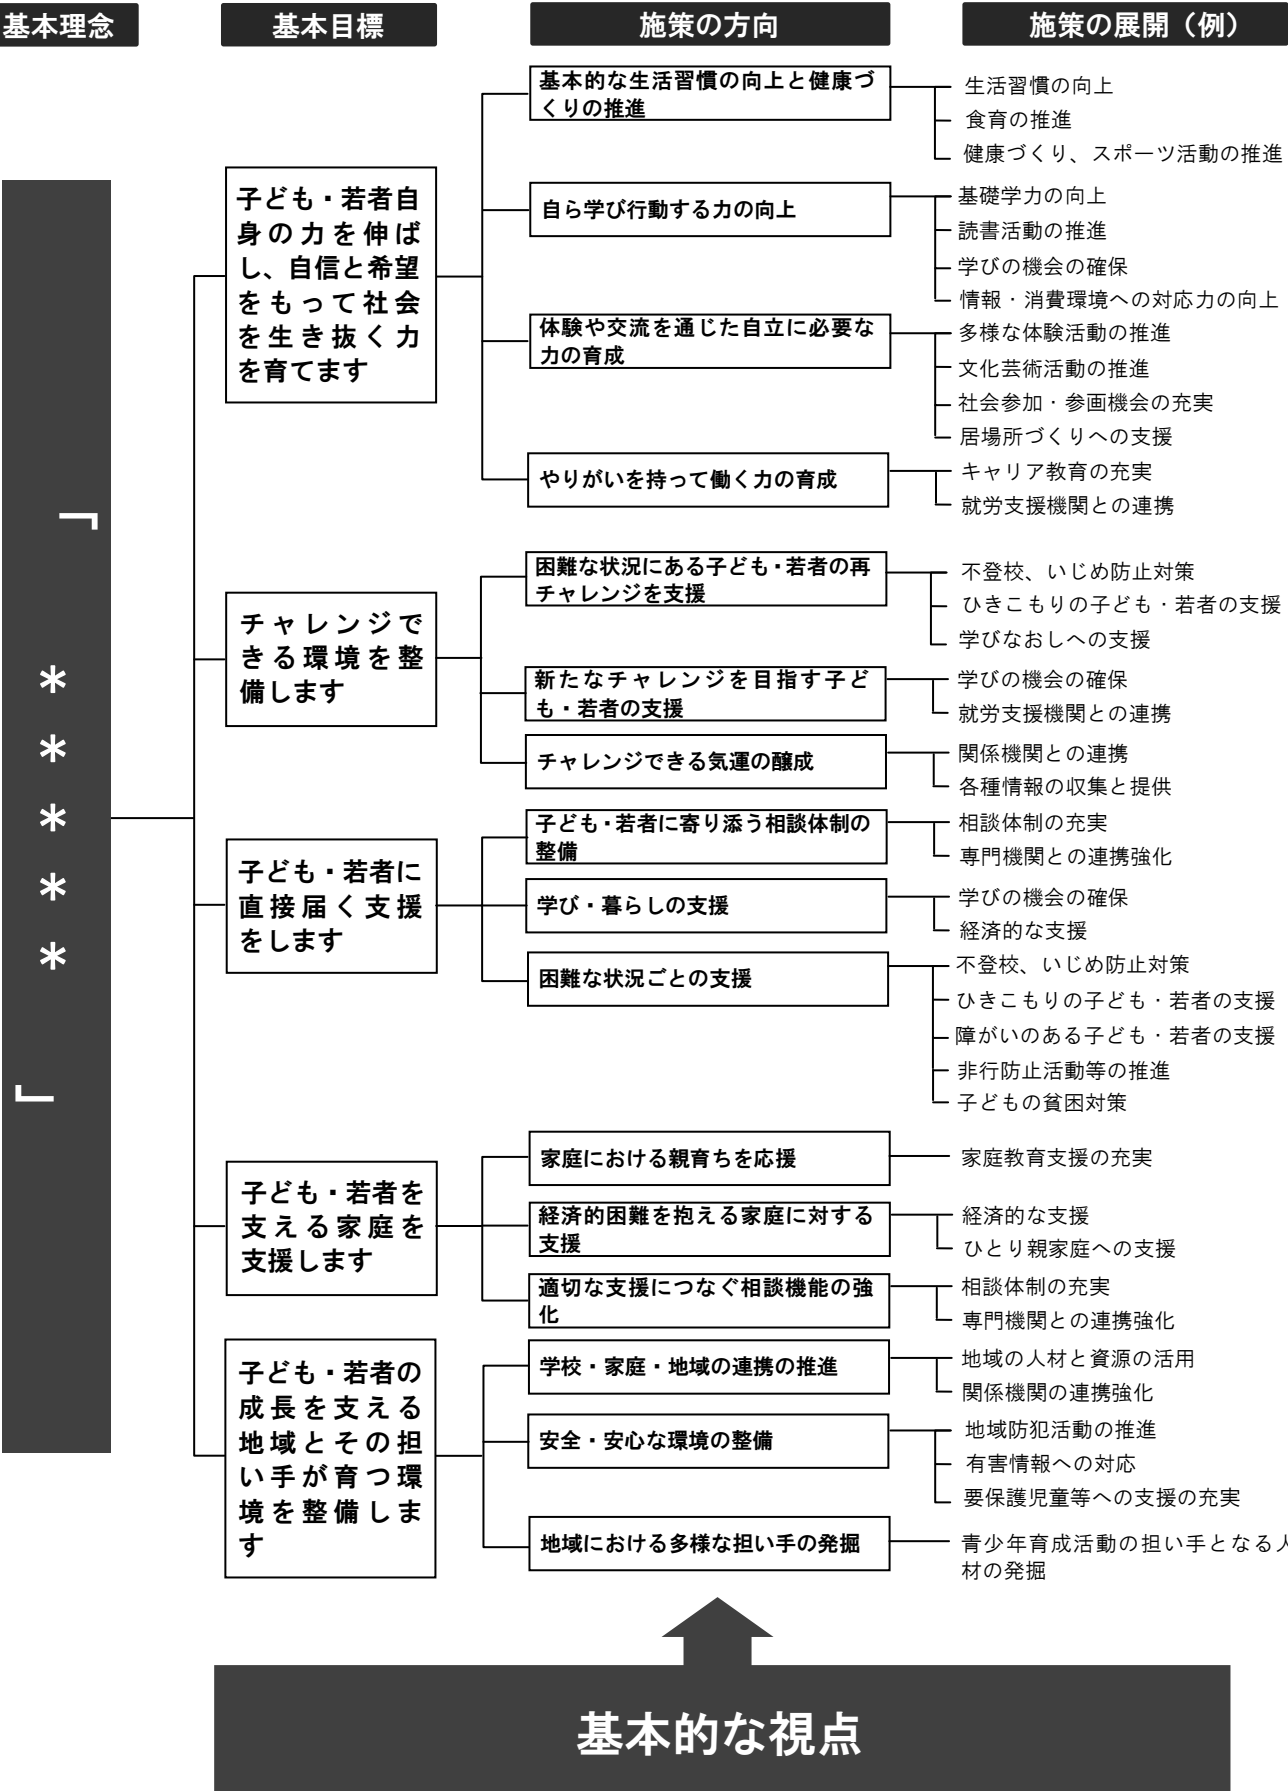 基本理念
基本目標
施策の方向
施策の展開（例）
「＊＊＊＊＊」
子ども・若者自
身の力を伸ば
し、自信と希望
をもって社会
を生き抜く力
を育てます
基本的な生活習慣の向上と健康づ
くりの推進
生活習慣の向上
食育の推進
健康づくり、スポーツ活動の推進
自ら学び行動する力の向上
基礎学力の向上
読書活動の推進
学びの機会の確保
情報・消費環境への対応力の向上
体験や交流を通じた自立に必要な
力の育成
多様な体験活動の推進
文化芸術活動の推進
社会参加・参画機会の充実
居場所づくりへの支援
やりがいを持って働く力の育成
キャリア教育の充実
就労支援機関との連携
チャレンジで
きる環境を整
備します
困難な状況にある子ども・若者の再
チャレンジを支援
不登校、いじめ防止対策
ひきこもりの子ども・若者の支援
学びなおしへの支援
新たなチャレンジを目指す子ど
も・若者の支援
学びの機会の確保
就労支援機関との連携
チャレンジできる気運の醸成
関係機関との連携
各種情報の収集と提供
子ども・若者に
直接届く支援
をします
子ども・若者に寄り添う相談体制の
整備
相談体制の充実
専門機関との連携強化
学び・暮らしの支援
学びの機会の確保
経済的な支援
困難な状況ごとの支援
不登校、いじめ防止対策
ひきこもりの子ども・若者の支援
障がいのある子ども・若者の支援
非行防止活動等の推進
子どもの貧困対策
子ども・若者を
支える家庭を
支援します
家庭における親育ちを応援
家庭教育支援の充実
経済的困難を抱える家庭に対する
支援
経済的な支援
ひとり親家庭への支援
適切な支援につなぐ相談機能の強
化
相談体制の充実
専門機関との連携強化
子ども・若者の
成長を支える
地域とその担
い手が育つ環
境を整備しま
す
学校・家庭・地域の連携の推進
地域の人材と資源の活用
関係機関の連携強化
安全・安心な環境の整備
地域防犯活動の推進
有害情報への対応
要保護児童等への支援の充実
地域における多様な担い手の発掘
青少年育成活動の担い手となる人
材の発掘
基本的な視点